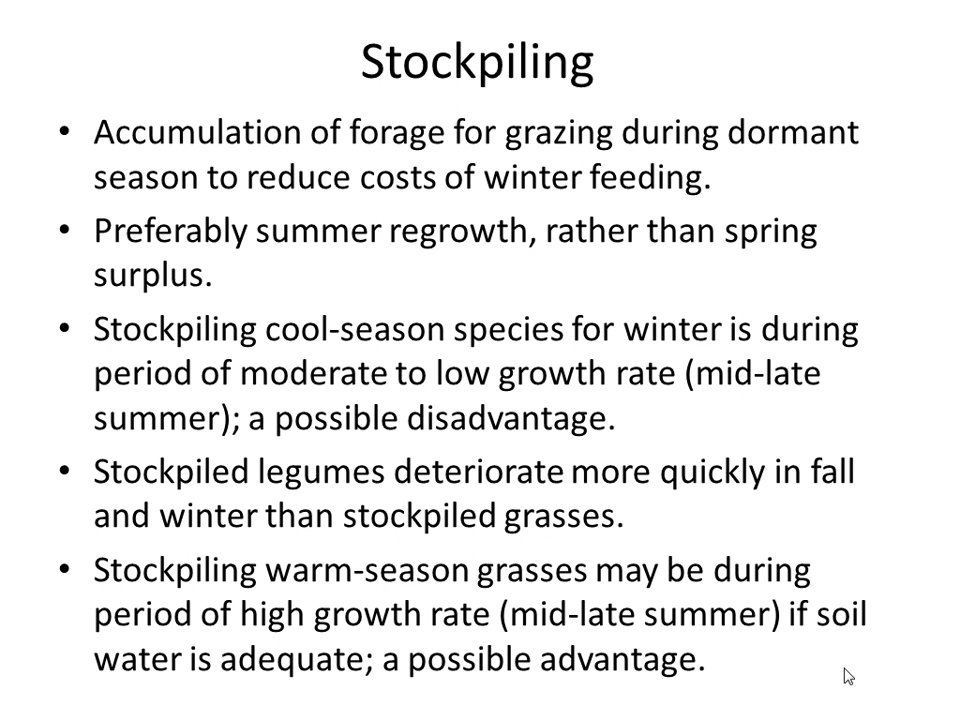 Stockpiling
• Accumulation of forage for grazing during dormant
season to reduce costs of winter feeding.
• Preferably summer regrowth, rather than spring
surplus.
• Stockpiling cool-season species for winter is during
period of moderate to low growth rate (mid-late
summer); a possible disadvantage.
• Stockpiled legumes deteriorate more quickly in fall
and winter than stockpiled grasses.
• Stockpiling warm-season grasses may be during
period of high growth rate (mid-late summer) if soil
water is adequate; a possible advantage.